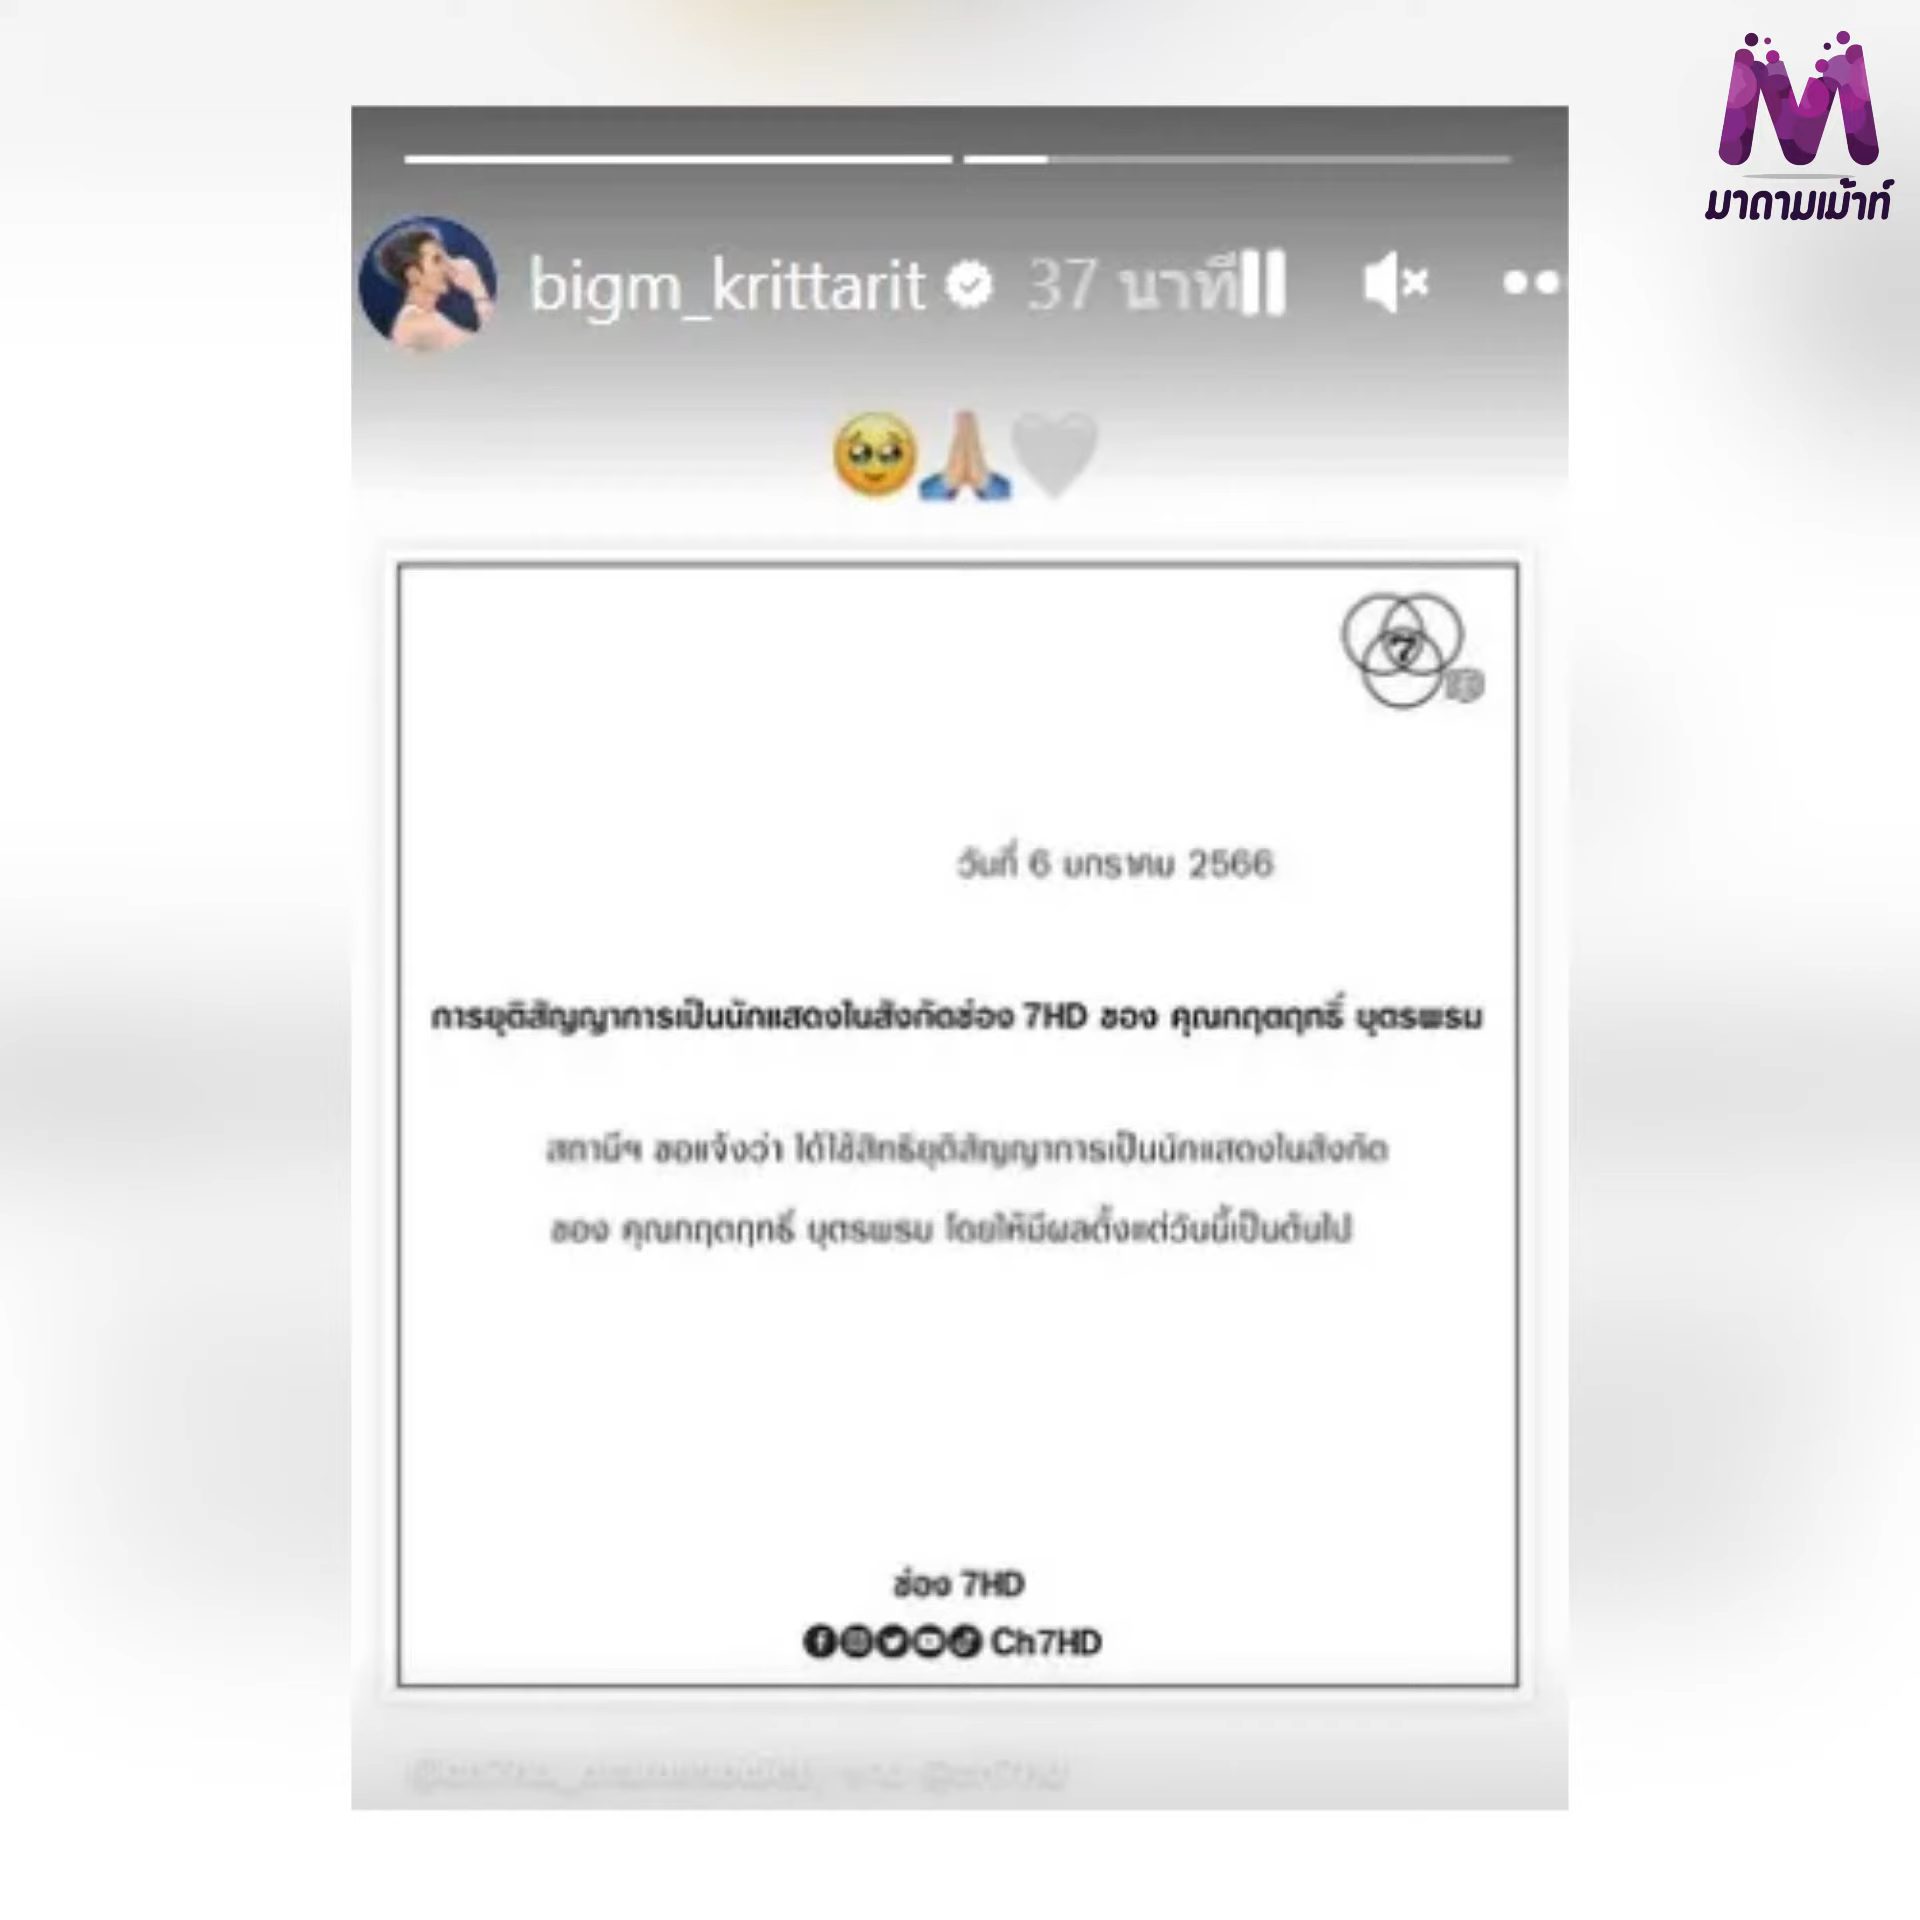 มาดามเม้าท์
bigm_krittarit 37 นาที
7
วันที่ 6 มกราคม 2566
การยุติสัญญาการเป็นนักแสดงในสังกัดช่อง 7HD ของ คุณกฤตฤทธิ์ บุตรพรม
สถานีฯ ขอแจ้งว่า ได้ใช้สิทธิยุติสัญญาการเป็นนักแสดงในสังกัด
ของ คุณกฤตฤทธิ์ บุตรพรม โดยให้มีผลตั้งแต่วันนี้เป็นต้นไป
ช่อง 7HD
Ch7HD